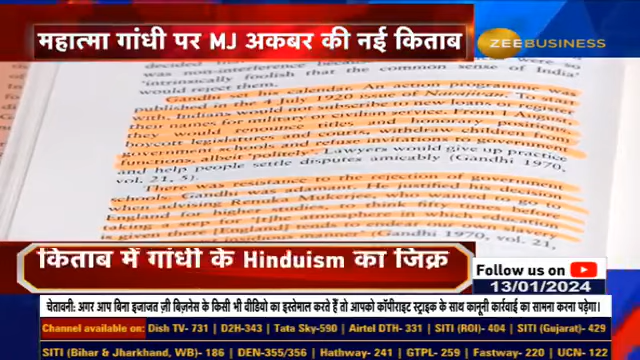 महात्मा गांधी पर MJ अकबर की नई किताब
ZEEBUSINESS
was non-interference because
"intrinsically foolish that the common sense of India"
would reject them.
Gandhi set his calendar. An action programme was
published in the 4 July 1920 issue of Navajivan. To start
with, Indians would not subscribe to new loans or register
their names for military or civilian service. From 1 August
they would renounce titles and honorary positions,
boycott legislatures and courts, withdraw children from
government schools and refuse invitations to government
functions, albeit 'politely'. Lawyers would give up practice
and help people settle disputes amicably (Gandhi 1970,
vol. 21, 5).
There was resistance to the rejection of government
schools. Gandhi was adamant. He justified his decision
when advising Renuka Mukerjee, who wanted to go to
England for higher studies, to think fifty times before
taking a step for "[t]he atmosphere in which education
is given there [England] tends to endear our own slavery
manner" (Gandhi 1970, vol. 21,
किताब में गांधी के Hinduism का जिक्र
Follow us on
13/01/2024
चेतावनी: अगर आप बिना इजाजत ज़ी बिज़नेस के किसी भी वीडियो का इस्तेमाल करते हैं तो आपको कॉपीराइट स्ट्राइक के साथ कानूनी कार्रवाई का सामना करना पड़ेगा।
Channel available on: Dish TV- 731 | D2H-343 | Tata Sky-590 | Airtel DTH- 331 | SITI (ROI)- 404 | SITI (Gujarat)- 429
SITI (Bihar & Jharkhand, WB)- 186 | DEN-355/356 | Hathway- 241 | GTPL- 259 | Fastway- 220 | UCN- 122